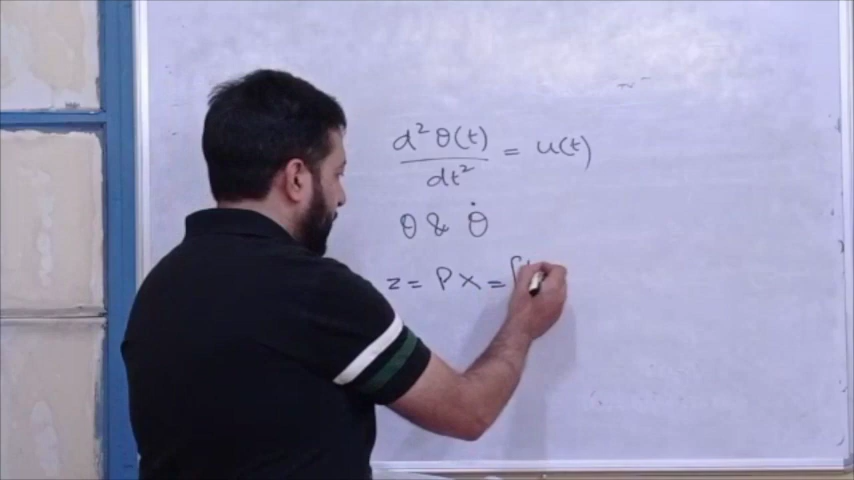 d²θ(t)
/dt² = u(t)
θ & θ̇
z = Px = [